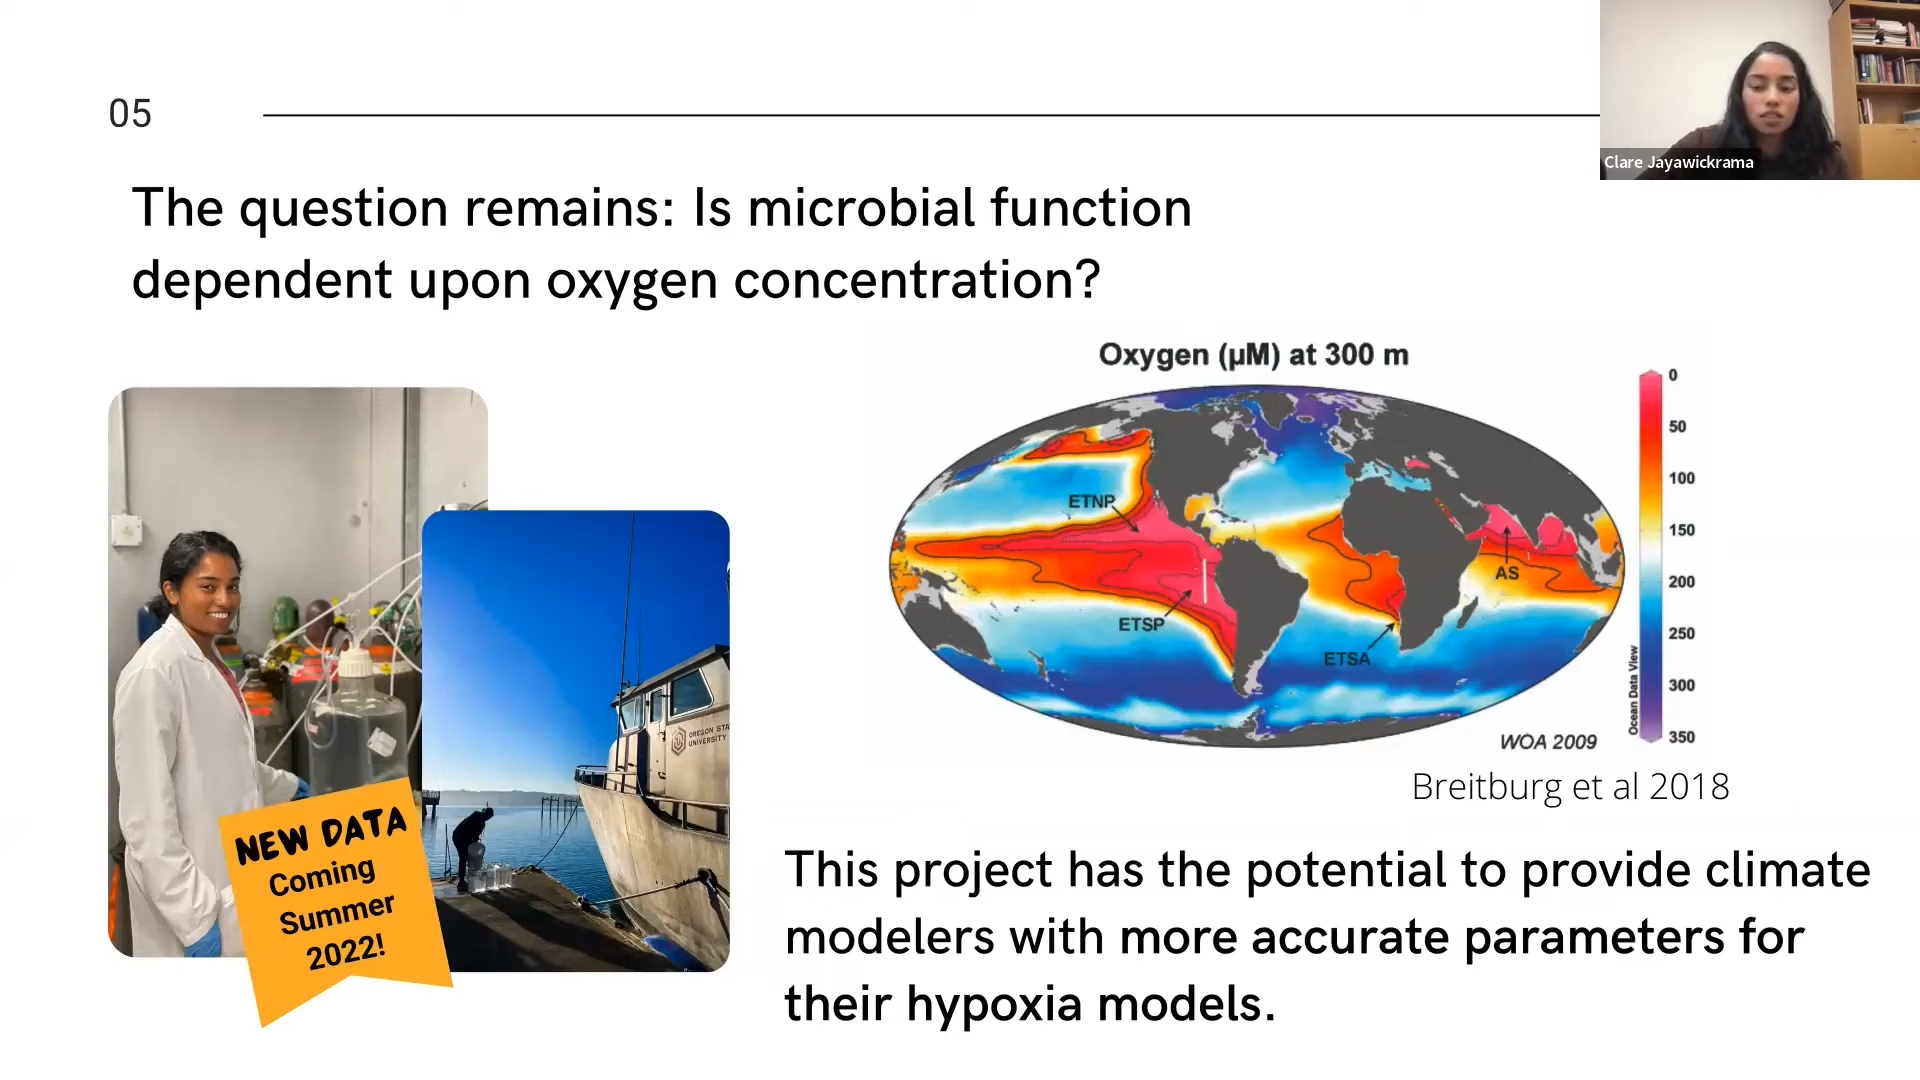 05
Clare Jayawickrama
The question remains: Is microbial function
dependent upon oxygen concentration?
Oxygen (µM) at 300 m
0
50
100
150
200
250
300
350
ETNP
ETSP
ETSA
AS
Ocean Data View
WOA 2009
Breitburg et al 2018
OREGON STA
UNIVERSITY
NEW DATA
Coming
Summer
2022!
This project has the potential to provide climate
modelers with more accurate parameters for
their hypoxia models.